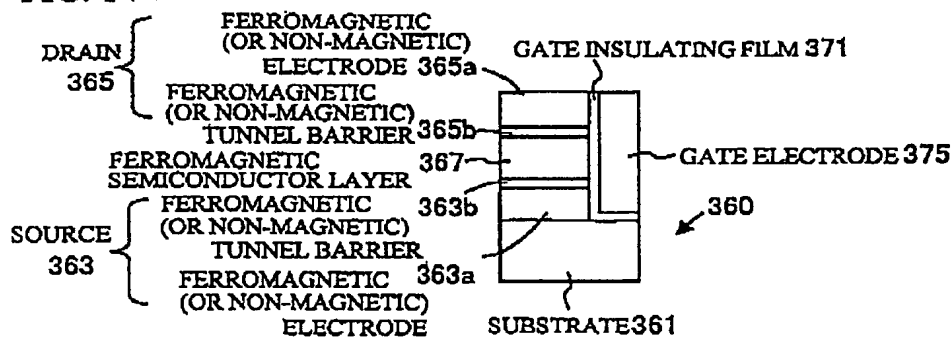 DRAIN
365
FERROMAGNETIC
(OR NON-MAGNETIC)
ELECTRODE 365a
FERROMAGNETIC
(OR NON-MAGNETIC)
TUNNEL BARRIER 365b
FERROMAGNETIC 367
SEMICONDUCTOR LAYER
SOURCE
363
FERROMAGNETIC 363b
(OR NON-MAGNETIC)
TUNNEL BARRIER 363a
FERROMAGNETIC
(OR NON-MAGNETIC)
ELECTRODE
GATE INSULATING FILM 371
GATE ELECTRODE 375
360
SUBSTRATE361